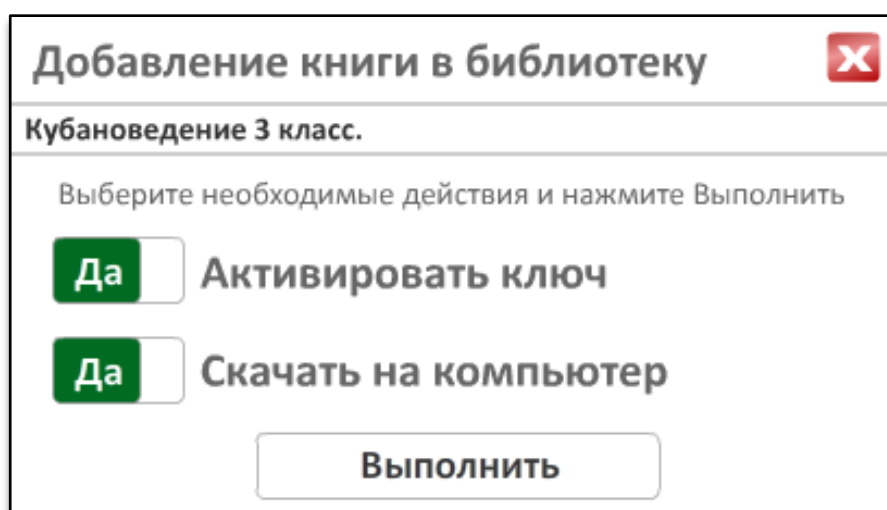 Добавление книги в библиотеку
Кубановедение 3 класс.
Выберите необходимые действия и нажмите Выполнить
Да Активировать ключ
Да Скачать на компьютер
Выполнить